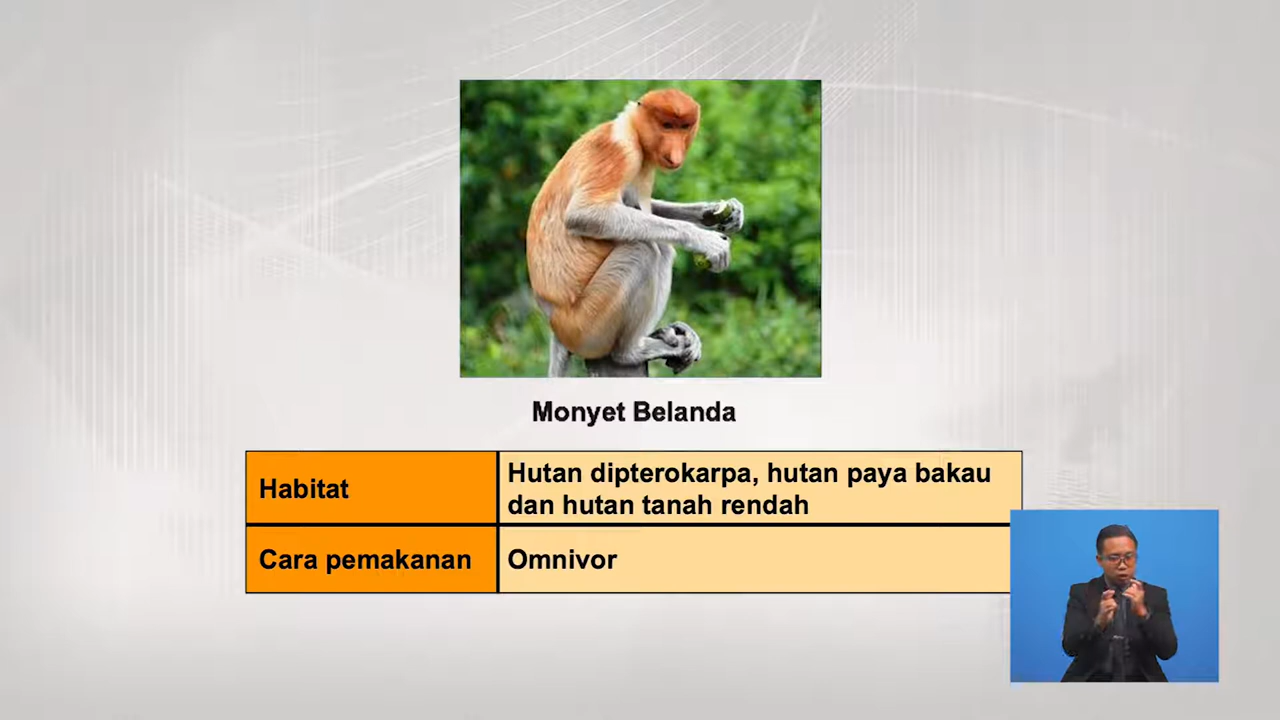 Monyet Belanda
Habitat
Hutan dipterokarpa, hutan paya bakau
dan hutan tanah rendah
Cara pemakanan
Omnivor